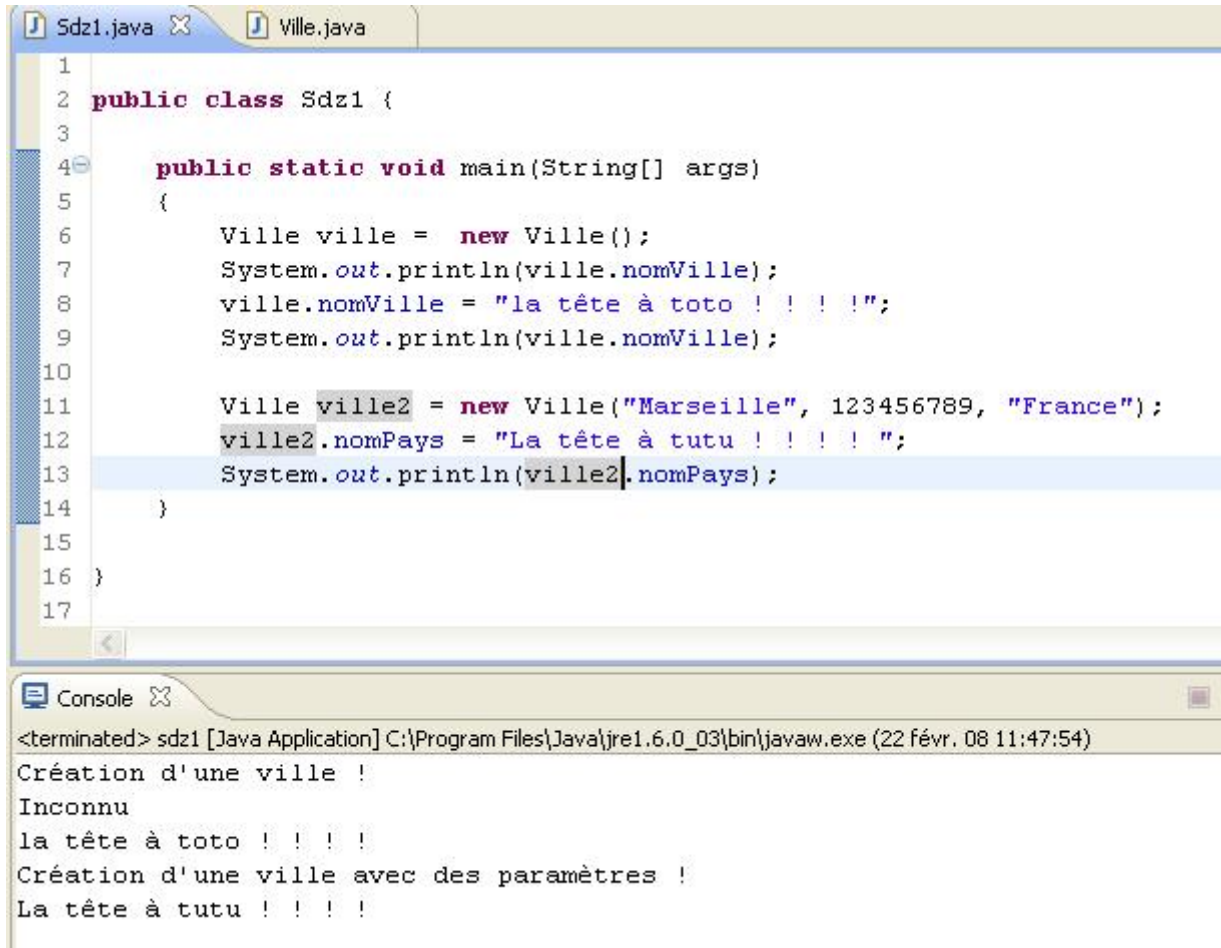 Sdz1.java Ville.java
1
2 public class Sdz1 {
3
4 public static void main(String[] args)
5 {
6 Ville ville =  new Ville();
7 System.out.println(ville.nomVille);
8 ville.nomVille = "la tête à toto ! ! ! !";
9 System.out.println(ville.nomVille);
10
11 Ville ville2 = new Ville("Marseille", 123456789, "France");
12 ville2.nomPays = "La tête à tutu ! ! ! ! ";
13 System.out.println(ville2.nomPays);
14 }
15
16 }
17
Console
<terminated> sdz1 [Java Application] C:\Program Files\Java\jre1.6.0_03\bin\javaw.exe (22 févr. 08 11:47:54)
Création d'une ville !
Inconnu
la tête à toto ! ! ! !
Création d'une ville avec des paramètres !
La tête à tutu ! ! ! !